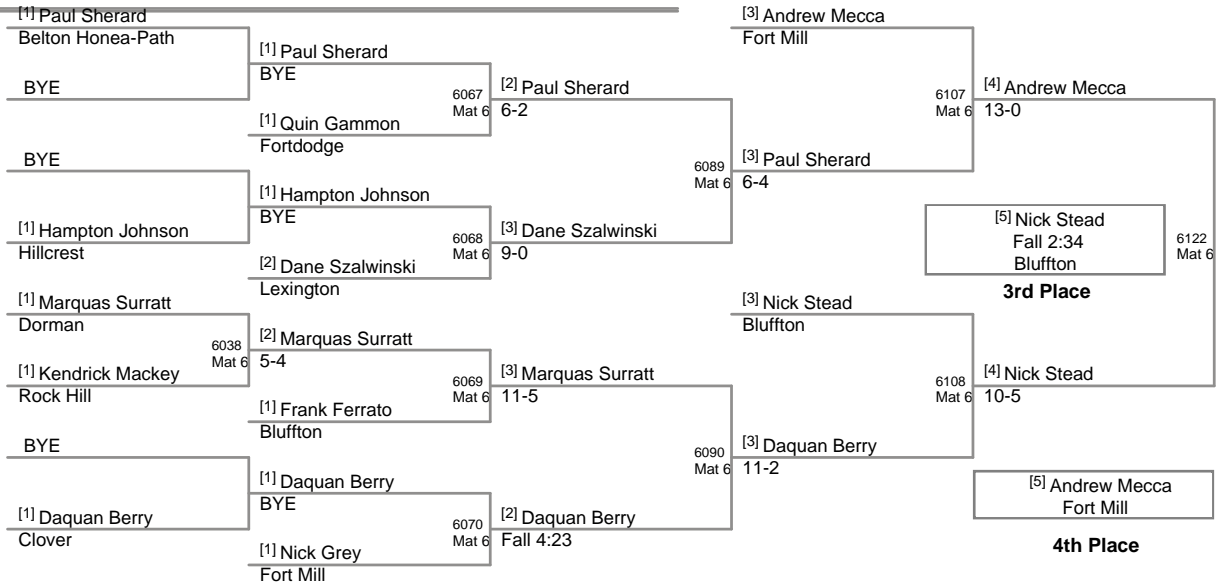 [1] Paul Sherard
Belton Honea-Path
BYE
BYE
[1] Hampton Johnson
Hillcrest
[1] Marquas Surratt
Dorman
6038
Mat 6
[1] Kendrick Mackey
Rock Hill
BYE
[1] Daquan Berry
Clover
[1] Paul Sherard
BYE
6067
Mat 6
[1] Quin Gammon
Fortdodge
[1] Hampton Johnson
BYE
6068
Mat 6
[2] Dane Szalwinski
Lexington
[2] Marquas Surratt
5-4
6069
Mat 6
[1] Frank Ferrato
Bluffton
[1] Daquan Berry
BYE
6070
Mat 6
[1] Nick Grey
Fort Mill
[2] Paul Sherard
6-2
6089
Mat 6
[3] Dane Szalwinski
9-0
[3] Marquas Surratt
11-5
6090
Mat 6
[2] Daquan Berry
Fall 4:23
[3] Andrew Mecca
Fort Mill
6107
Mat 6
[3] Paul Sherard
6-4
[3] Nick Stead
Bluffton
6108
Mat 6
[3] Daquan Berry
11-2
[4] Andrew Mecca
13-0
[5] Nick Stead
Fall 2:34
Bluffton
3rd Place
6122
Mat 6
[4] Nick Stead
10-5
[5] Andrew Mecca
Fort Mill
4th Place